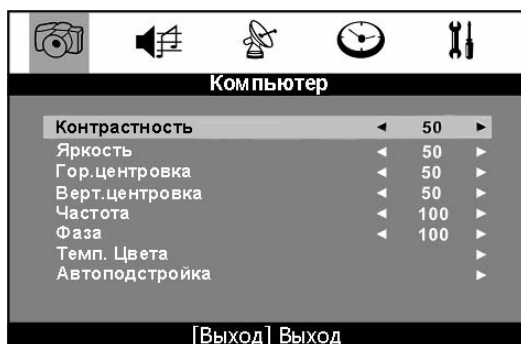 Компьютер
Контрастность 50
Яркость 50
Гор.центровка 50
Верт.центровка 50
Частота 100
Фаза 100
Темп. Цвета
Автоподстройка
[Выход] Выход